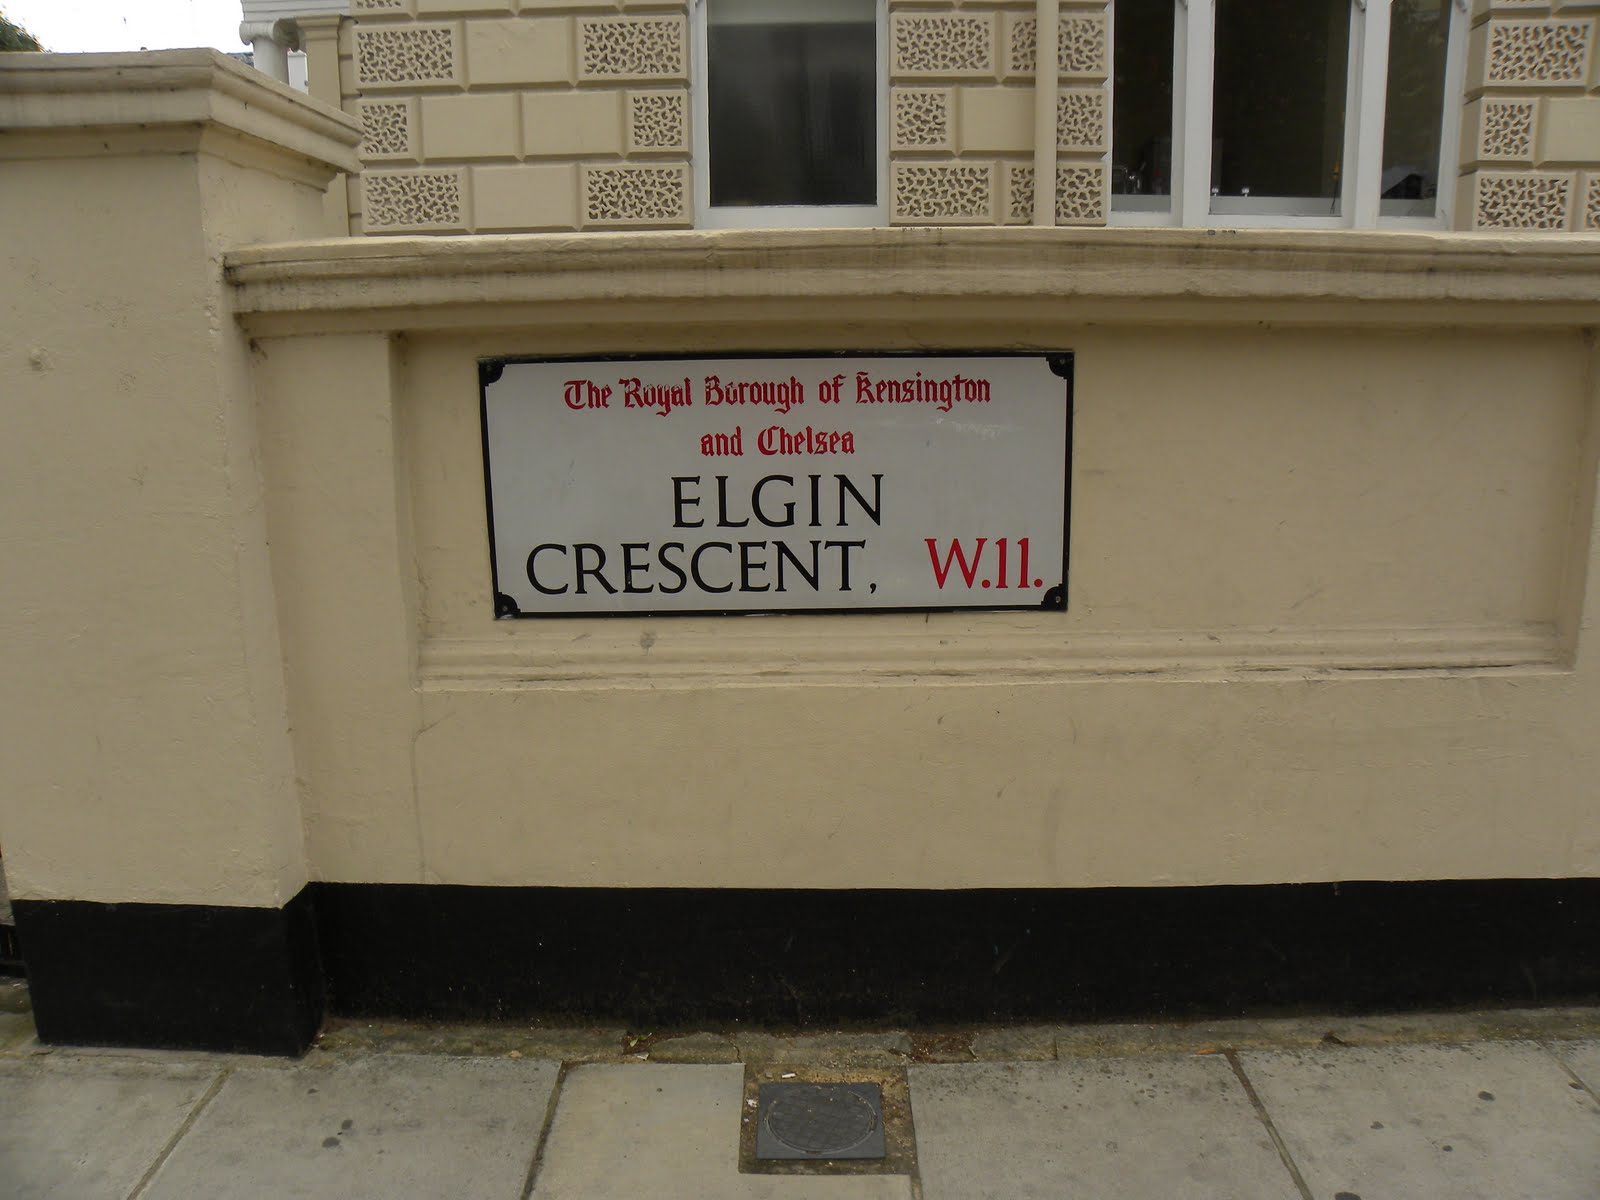 The Royal Borough of Kensington
and Chelsea
ELGIN
CRESCENT, W.11.